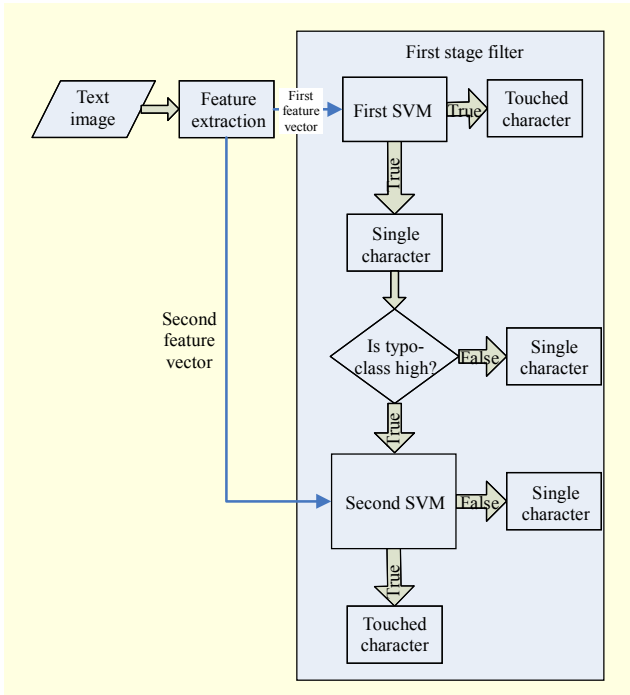 First stage filter
Text
image
Feature
extraction
First
feature
vector
First SVM
True
Touched
character
True
Single
character
Second
feature
vector
Is typo-
class high?
False
Single
character
True
Second SVM
False
Single
character
True
Touched
character